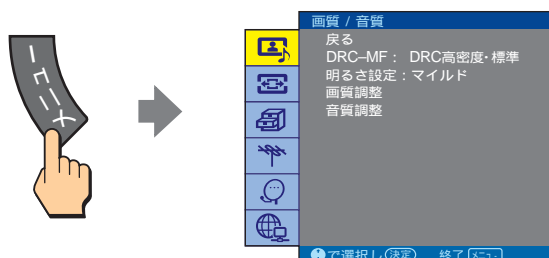 メニュー
画質 / 音質
戻る
DRC–MF： DRC高密度・標準
明るさ設定：マイルド
画質調整
音質調整
で選択し 決定 終了 メニュー